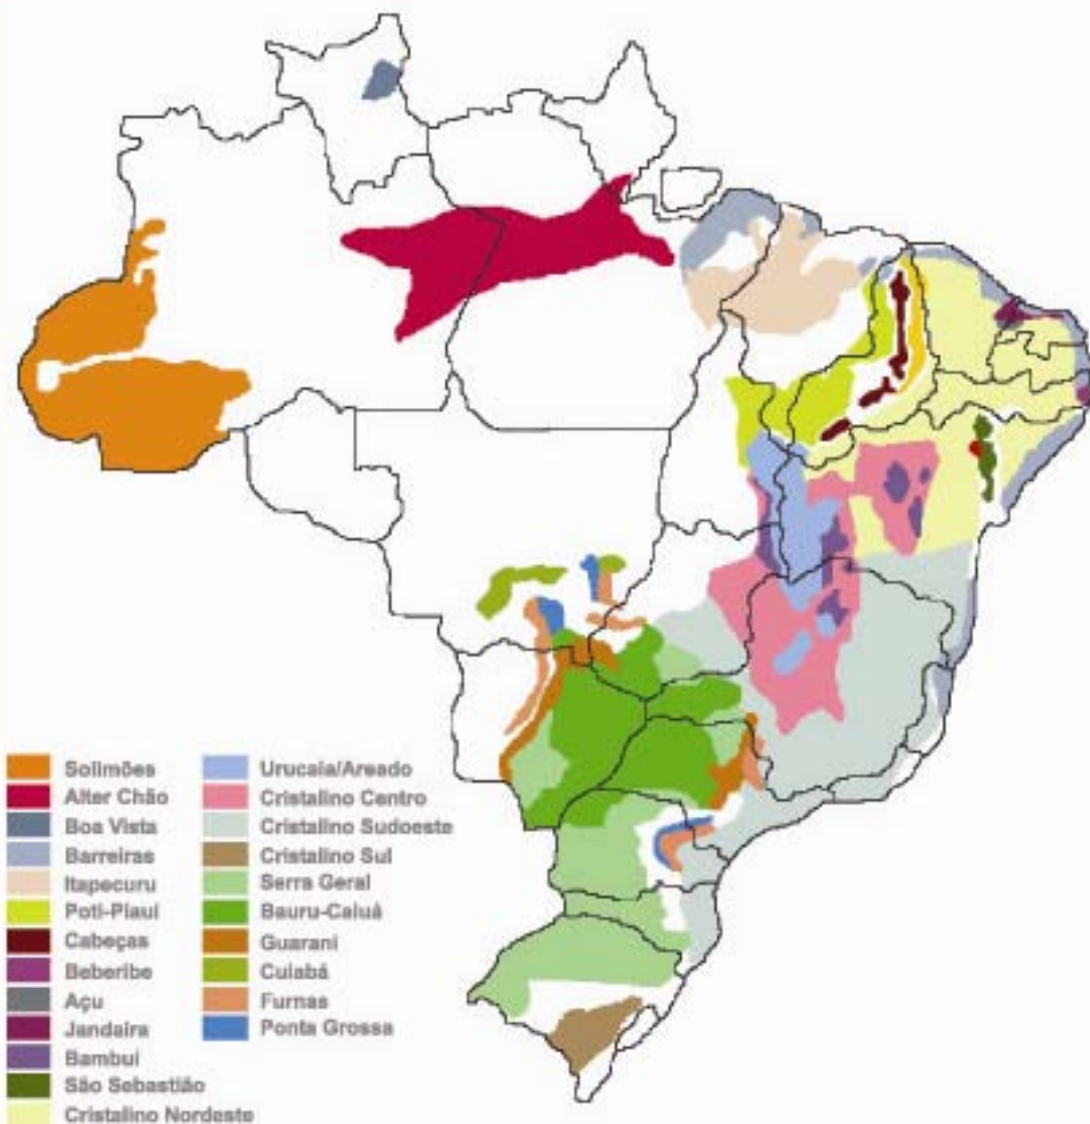 Solimões
Alter Chão
Boa Vista
Barreiras
Itapecuru
Poti-Piauí
Cabeças
Beberibe
Açu
Jandaíra
Bambuí
São Sebastião
Cristalino Nordeste
Urucaia/Areado
Cristalino Centro
Cristalino Sudoeste
Cristalino Sul
Serra Geral
Bauru-Caiuá
Guarani
Cuiabá
Furnas
Ponta Grossa